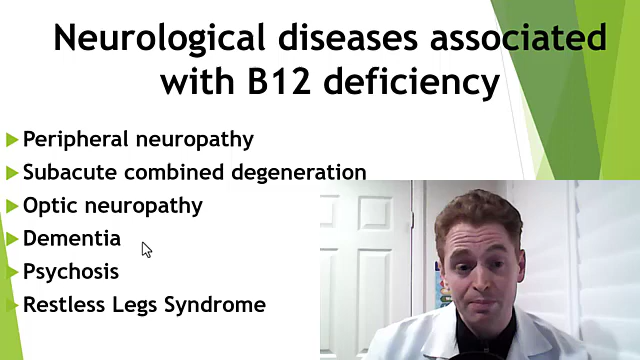 Neurological diseases associated
with B12 deficiency
Peripheral neuropathy
Subacute combined degeneration
Optic neuropathy
Dementia
Psychosis
Restless Legs Syndrome